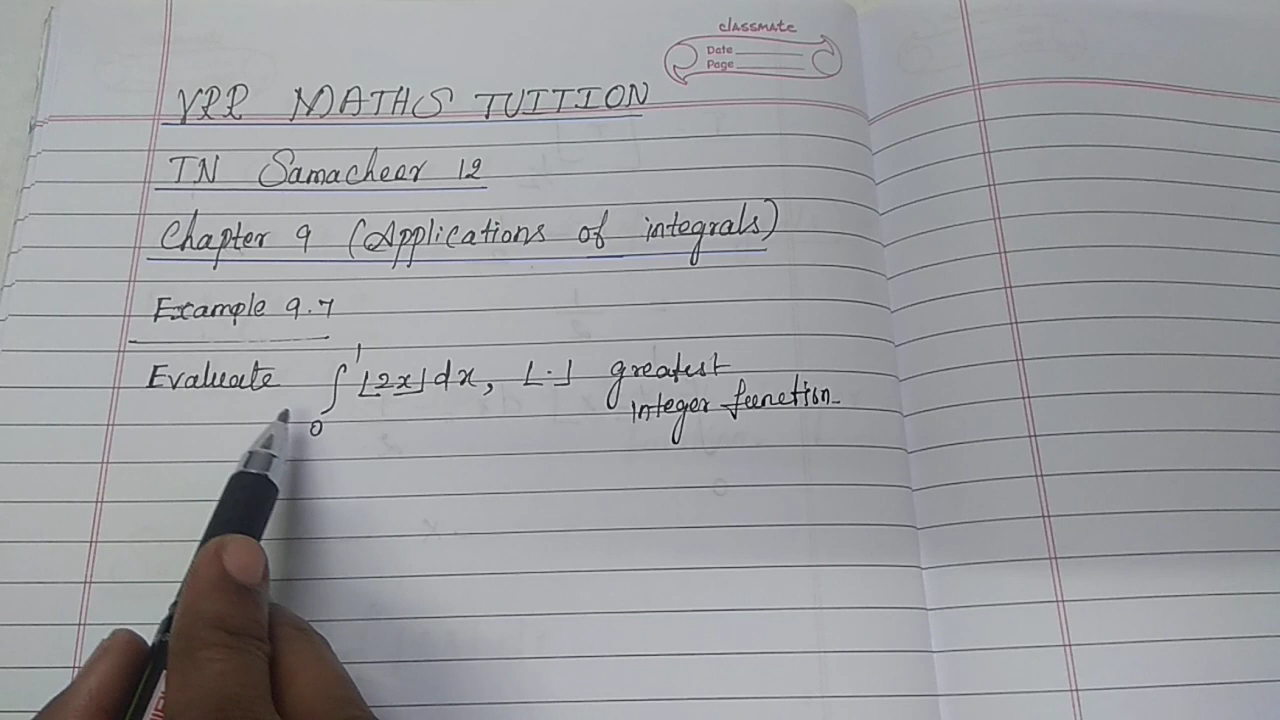 classmate
Date
Page
VRR MATHS TUITION
TN Samacheer 12
Chapter 9 (Applications of integrals)
Example 9.7
Evaluate ∫₀¹ ⌊2x⌋ dx, ⌊·⌋ greatest
integer function